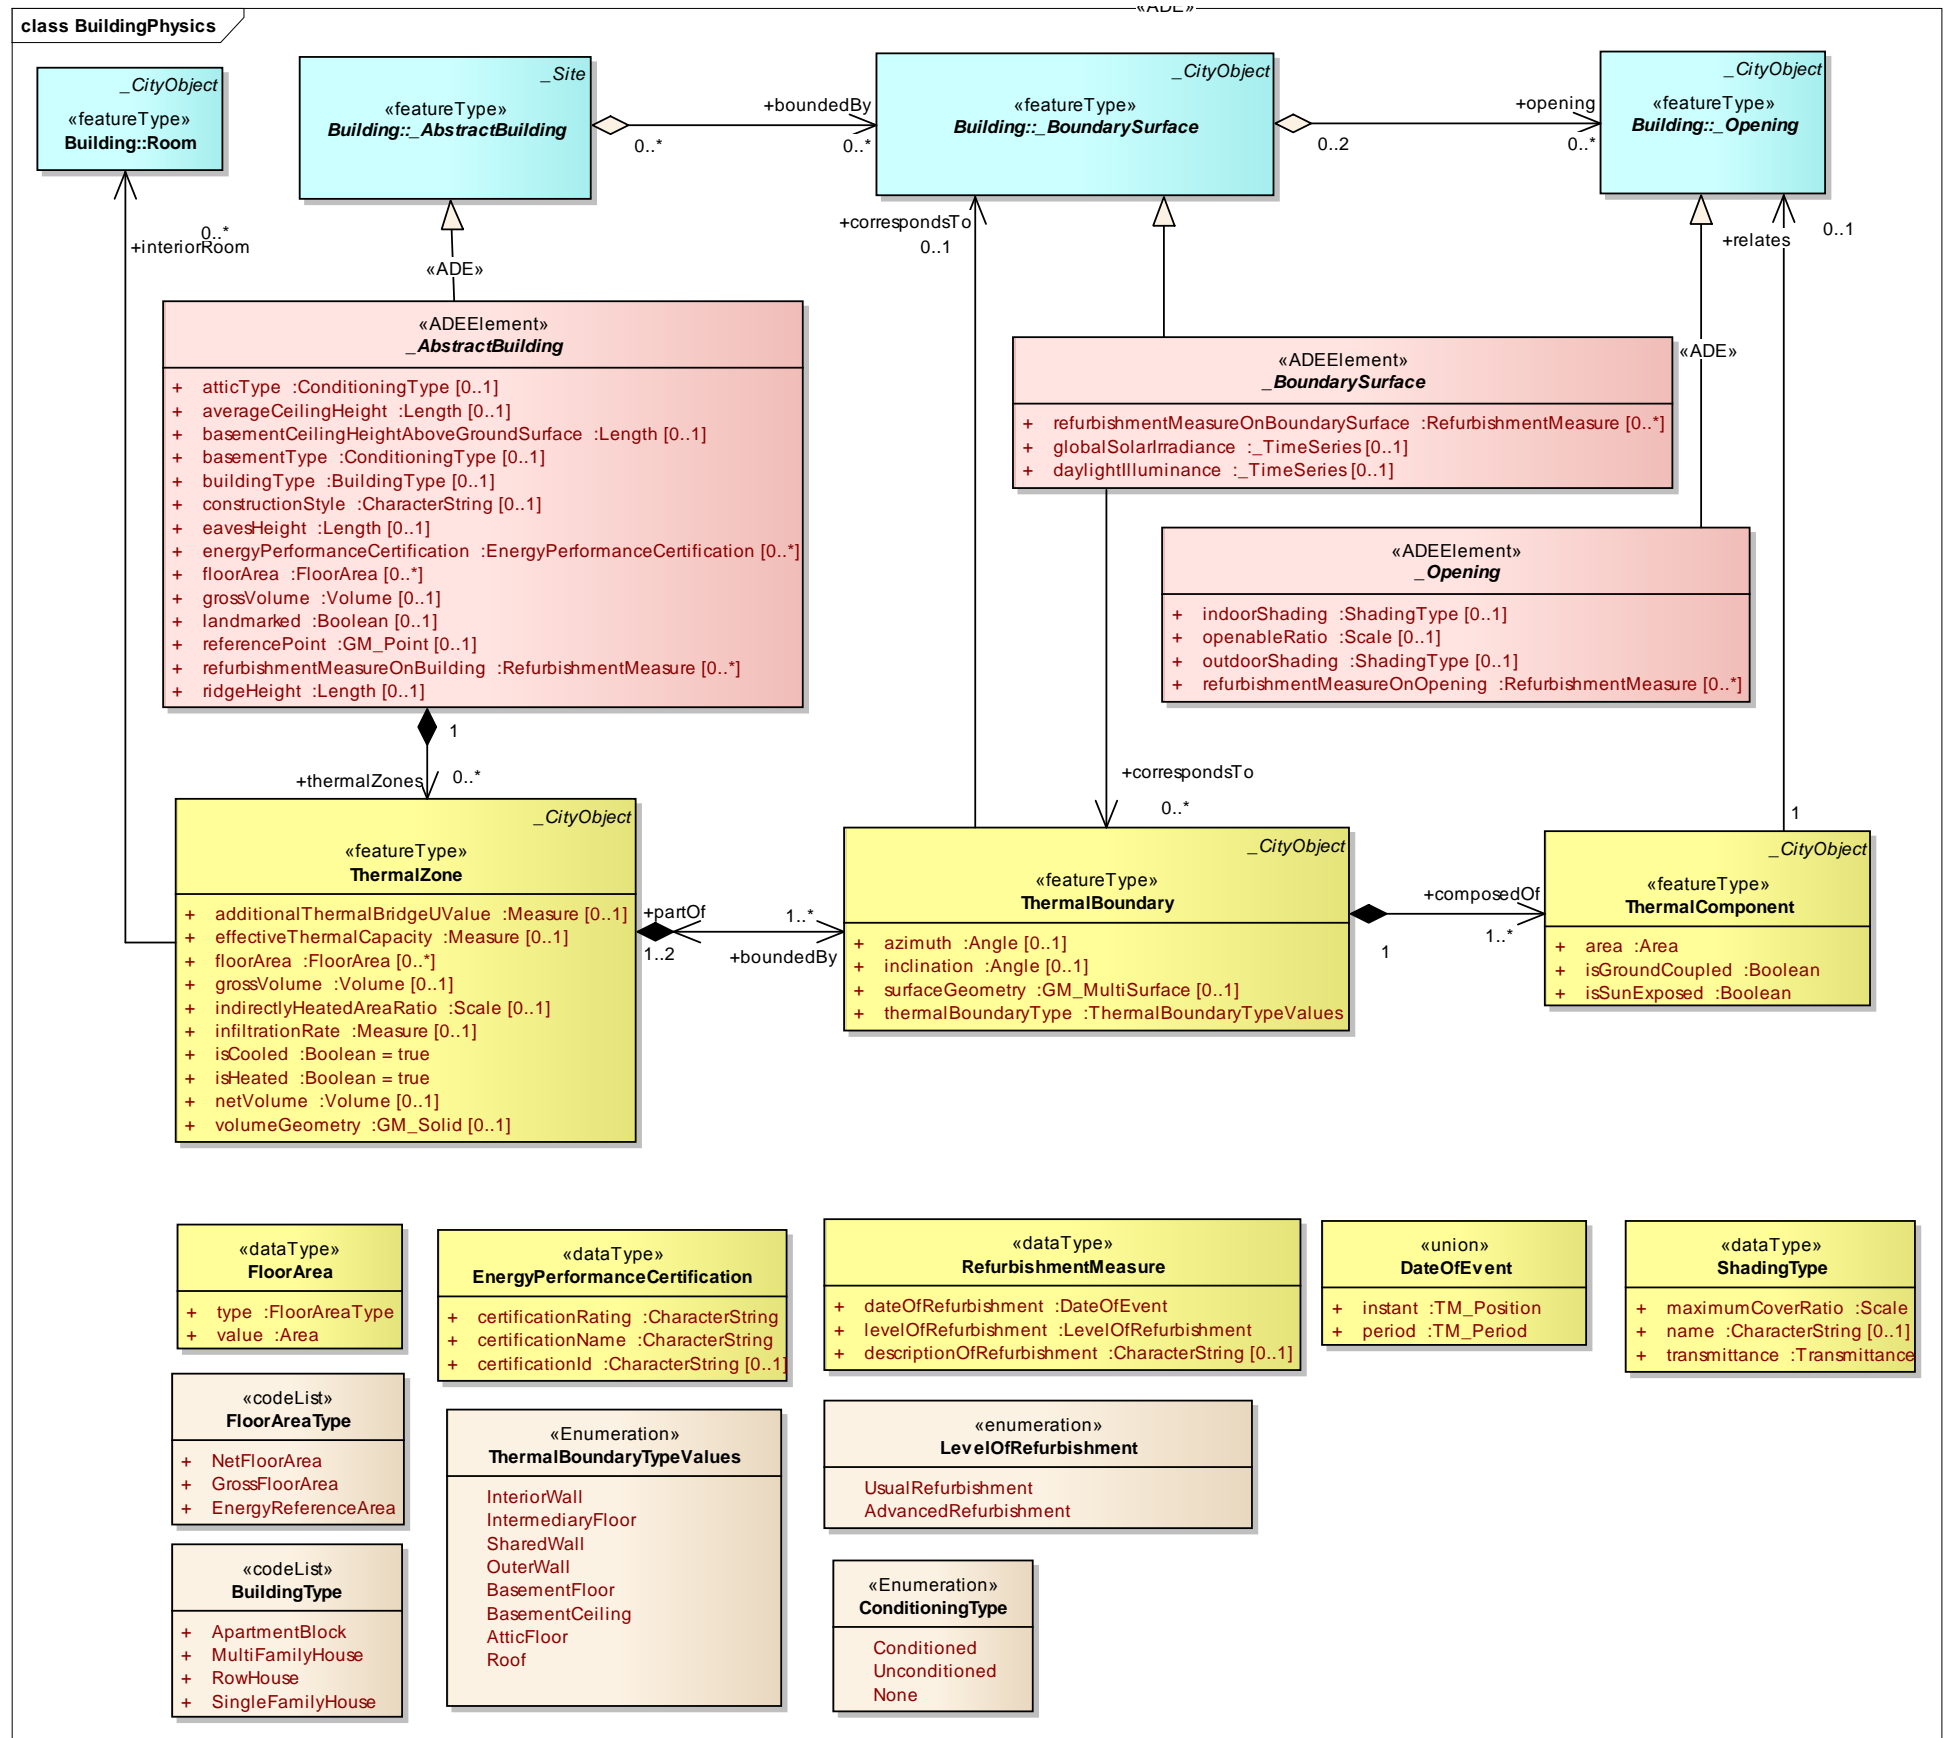 «ADE»
class BuildingPhysics
_CityObject
«featureType»
Building::Room
_Site
«featureType»
Building::_AbstractBuilding
+boundedBy
0..*
0..*
_CityObject
«featureType»
Building::_BoundarySurface
+opening
0..2
0..*
_CityObject
«featureType»
Building::_Opening
0..*
+interiorRoom
«ADE»
+correspondsTo
0..1
+relates
0..1
«ADEElement»
_AbstractBuilding
+ atticType :ConditioningType [0..1]
+ averageCeilingHeight :Length [0..1]
+ basementCeilingHeightAboveGroundSurface :Length [0..1]
+ basementType :ConditioningType [0..1]
+ buildingType :BuildingType [0..1]
+ constructionStyle :CharacterString [0..1]
+ eavesHeight :Length [0..1]
+ energyPerformanceCertification :EnergyPerformanceCertification [0..*]
+ floorArea :FloorArea [0..*]
+ grossVolume :Volume [0..1]
+ landmarked :Boolean [0..1]
+ referencePoint :GM_Point [0..1]
+ refurbishmentMeasureOnBuilding :RefurbishmentMeasure [0..*]
+ ridgeHeight :Length [0..1]
«ADEElement»
_BoundarySurface
+ refurbishmentMeasureOnBoundarySurface :RefurbishmentMeasure [0..*]
+ globalSolarIrradiance :_TimeSeries [0..1]
+ daylightIlluminance :_TimeSeries [0..1]
«ADE»
«ADEElement»
_Opening
+ indoorShading :ShadingType [0..1]
+ openableRatio :Scale [0..1]
+ outdoorShading :ShadingType [0..1]
+ refurbishmentMeasureOnOpening :RefurbishmentMeasure [0..*]
1
+thermalZones
0..*
+correspondsTo
0..*
1
_CityObject
«featureType»
ThermalZone
+ additionalThermalBridgeUValue :Measure [0..1]
+ effectiveThermalCapacity :Measure [0..1]
+ floorArea :FloorArea [0..*]
+ grossVolume :Volume [0..1]
+ indirectlyHeatedAreaRatio :Scale [0..1]
+ infiltrationRate :Measure [0..1]
+ isCooled :Boolean = true
+ isHeated :Boolean = true
+ netVolume :Volume [0..1]
+ volumeGeometry :GM_Solid [0..1]
+partOf
1..*
1..2
+boundedBy
_CityObject
«featureType»
ThermalBoundary
+ azimuth :Angle [0..1]
+ inclination :Angle [0..1]
+ surfaceGeometry :GM_MultiSurface [0..1]
+ thermalBoundaryType :ThermalBoundaryTypeValues
+composedOf
1
1..*
_CityObject
«featureType»
ThermalComponent
+ area :Area
+ isGroundCoupled :Boolean
+ isSunExposed :Boolean
«dataType»
FloorArea
+ type :FloorAreaType
+ value :Area
«dataType»
EnergyPerformanceCertification
+ certificationRating :CharacterString
+ certificationName :CharacterString
+ certificationId :CharacterString [0..1]
«dataType»
RefurbishmentMeasure
+ dateOfRefurbishment :DateOfEvent
+ levelOfRefurbishment :LevelOfRefurbishment
+ descriptionOfRefurbishment :CharacterString [0..1]
«union»
DateOfEvent
+ instant :TM_Position
+ period :TM_Period
«dataType»
ShadingType
+ maximumCoverRatio :Scale
+ name :CharacterString [0..1]
+ transmittance :Transmittance
«codeList»
FloorAreaType
+ NetFloorArea
+ GrossFloorArea
+ EnergyReferenceArea
«Enumeration»
ThermalBoundaryTypeValues
InteriorWall
IntermediaryFloor
SharedWall
OuterWall
BasementFloor
BasementCeiling
AtticFloor
Roof
«enumeration»
LevelOfRefurbishment
UsualRefurbishment
AdvancedRefurbishment
«codeList»
BuildingType
+ ApartmentBlock
+ MultiFamilyHouse
+ RowHouse
+ SingleFamilyHouse
«Enumeration»
ConditioningType
Conditioned
Unconditioned
None